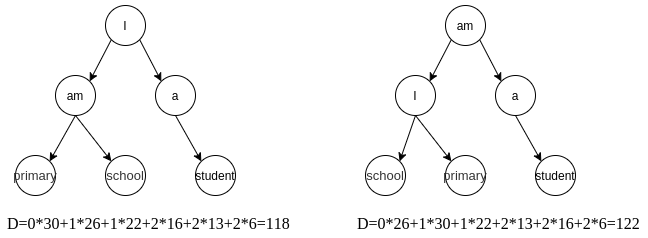 I am
am a I a
primary school student school primary student
D=0*30+1*26+1*22+2*16+2*13+2*6=118 D=0*26+1*30+1*22+2*13+2*16+2*6=122